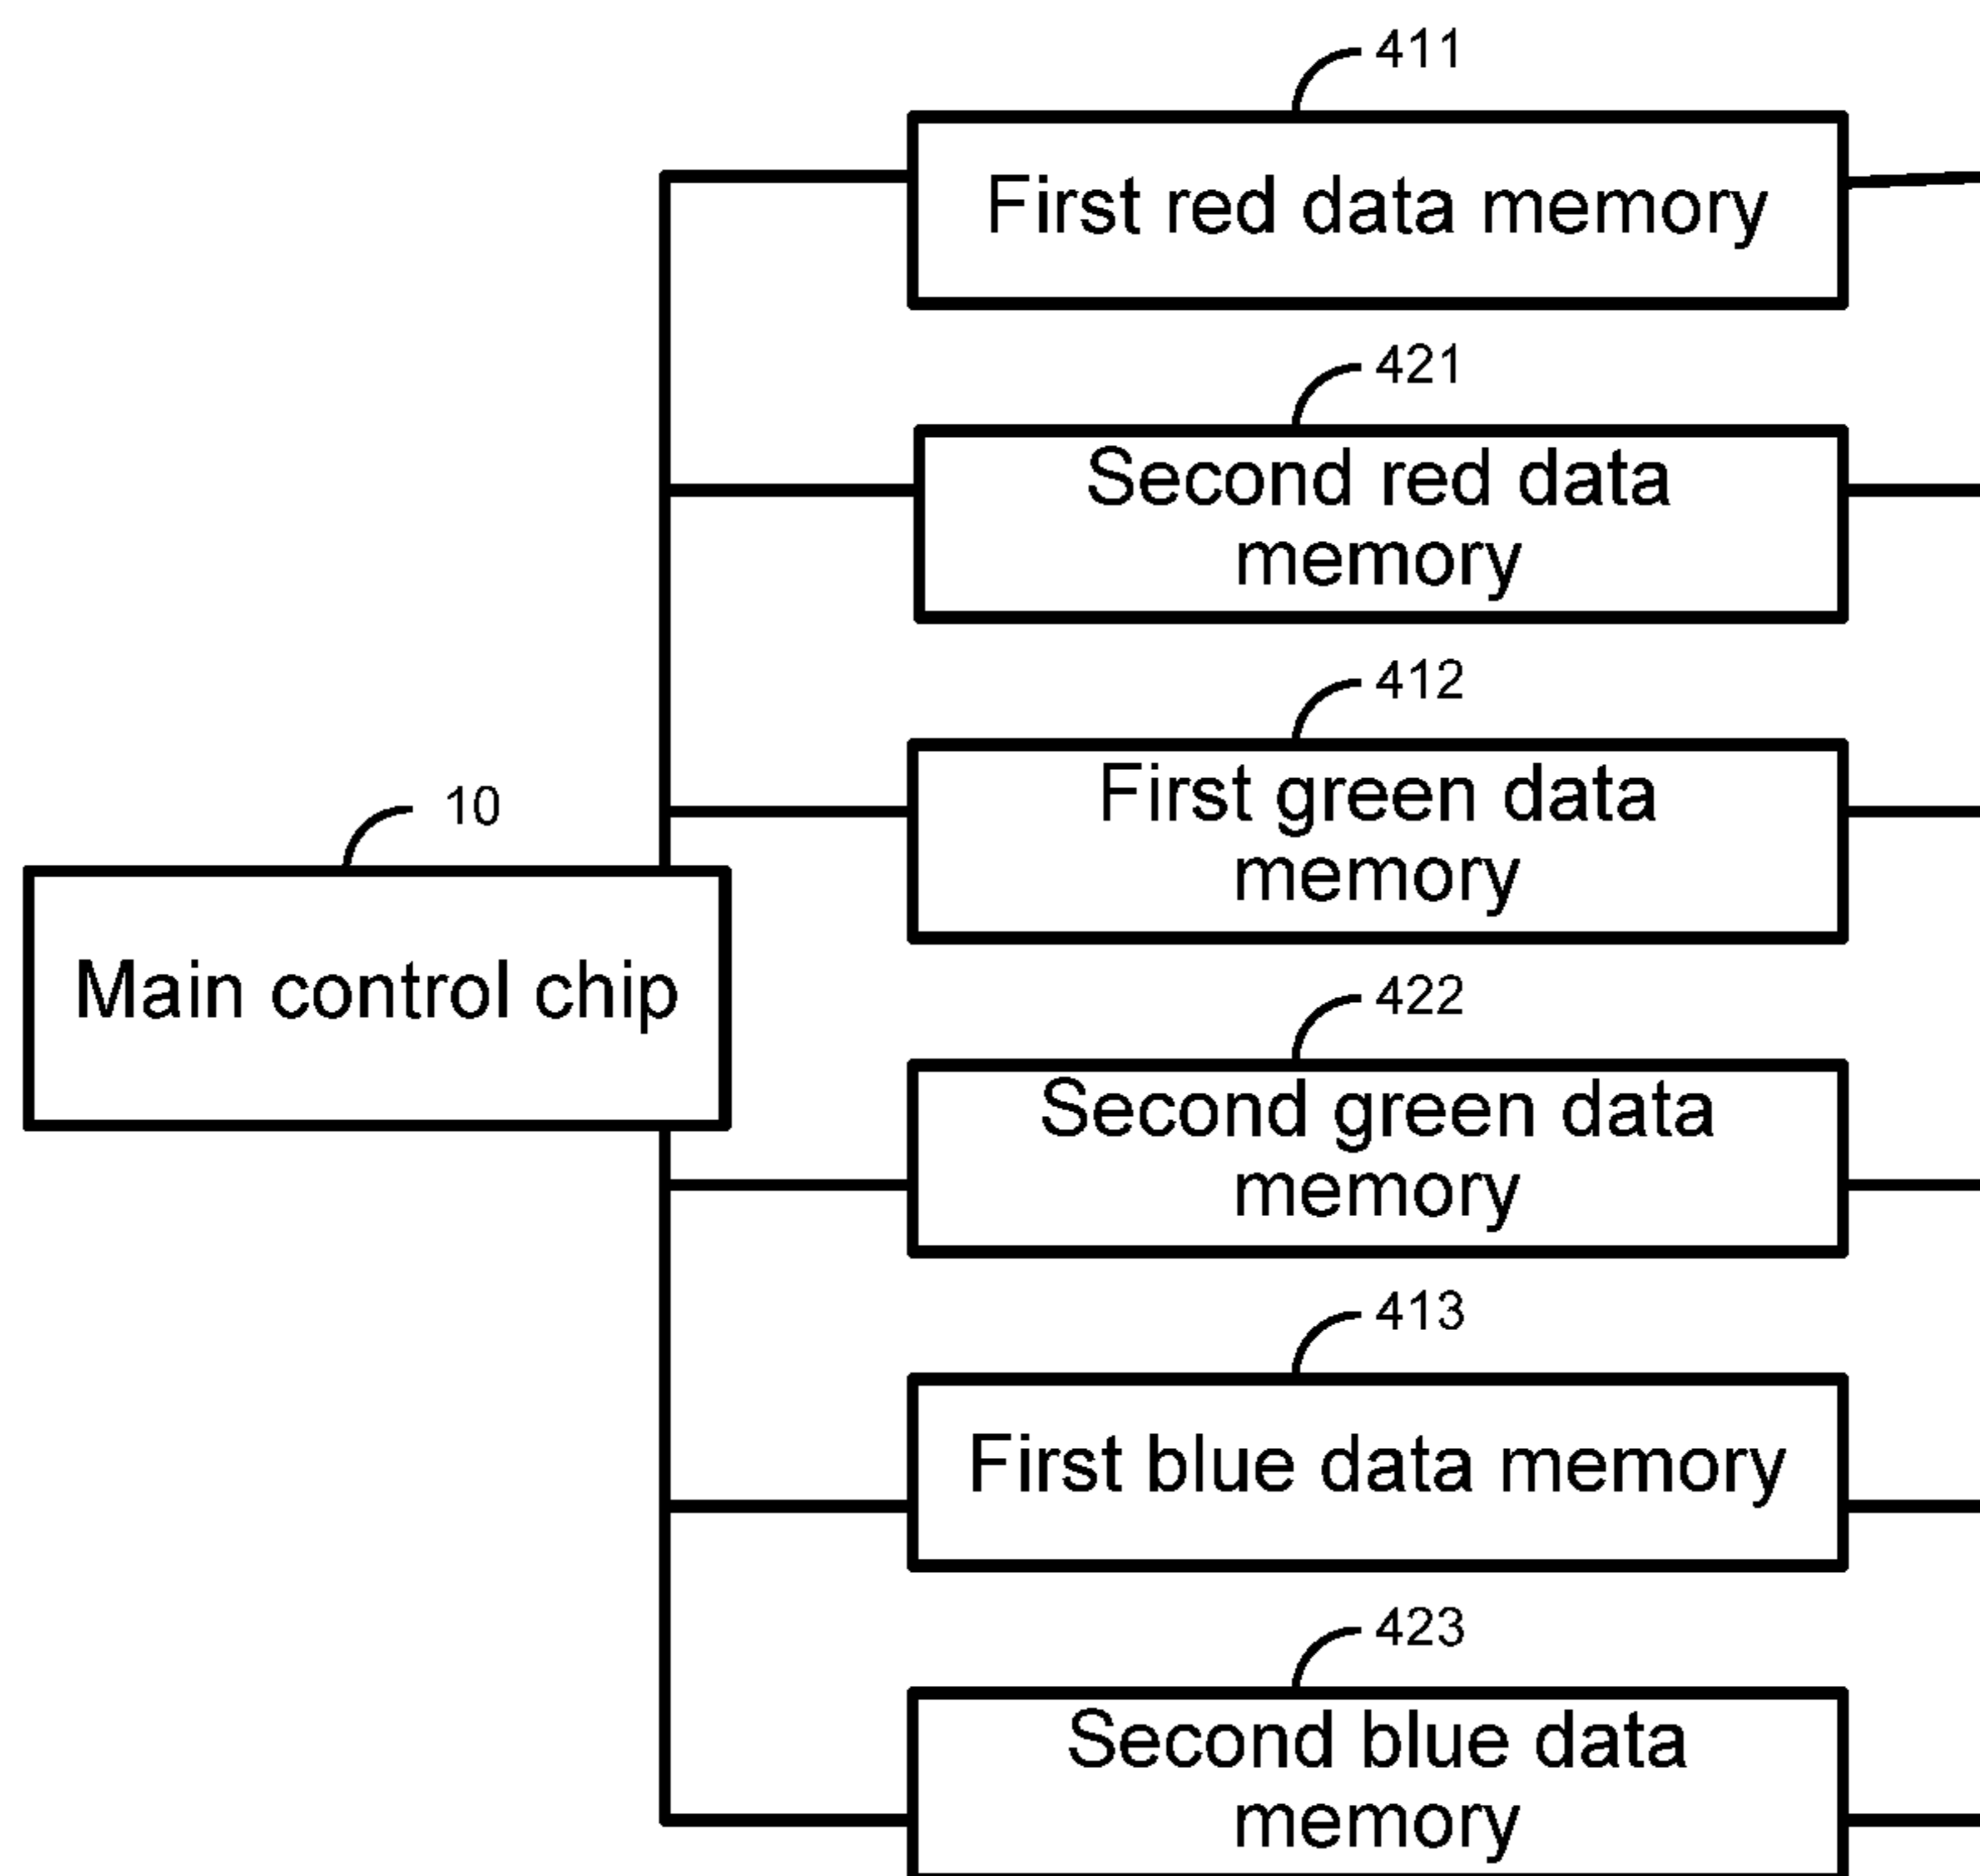 411
First red data memory
421
Second red data
memory
412
First green data
memory
10
Main control chip
422
Second green data
memory
413
First blue data memory
423
Second blue data
memory